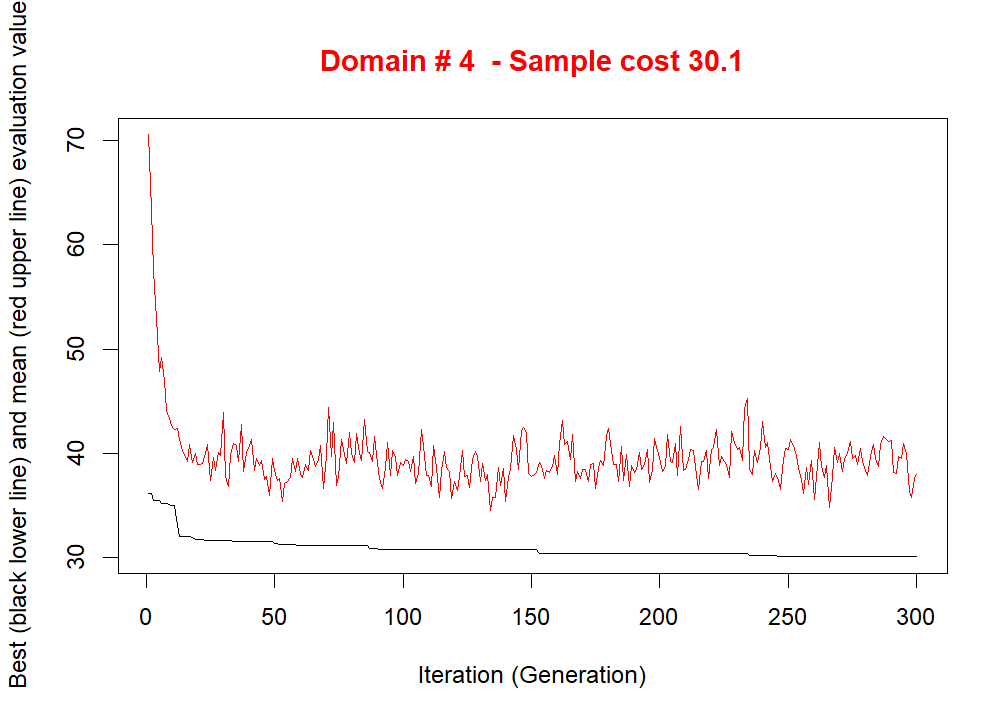 Domain # 4  - Sample cost 30.1
Best (black lower line) and mean (red upper line) evaluation value
70
60
50
40
30
0 50 100 150 200 250 300
Iteration (Generation)